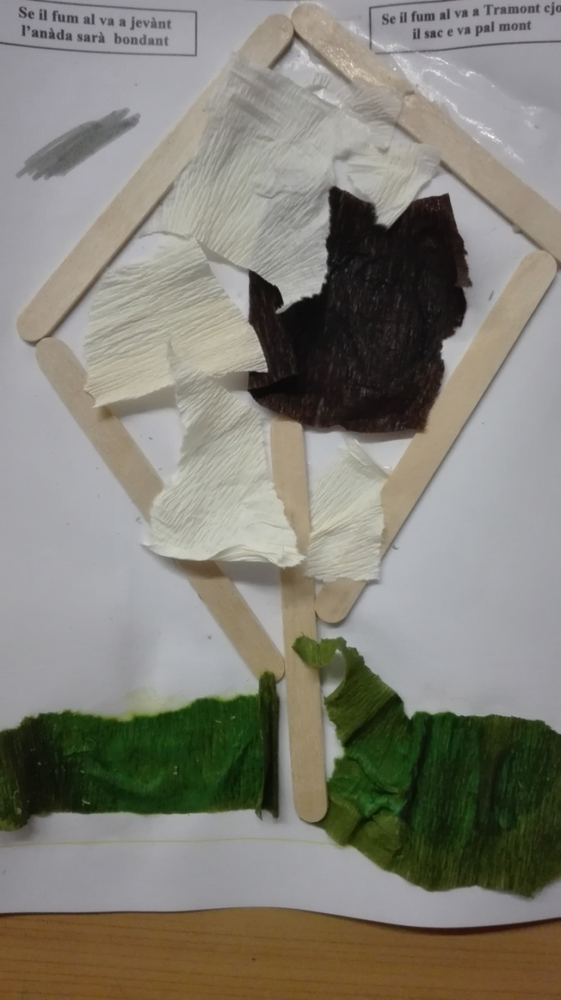 Se il fum al va a jevànt
l'anàda sarà bondant
Se il fum al va a Tramont cjo
il sac e va pal mont